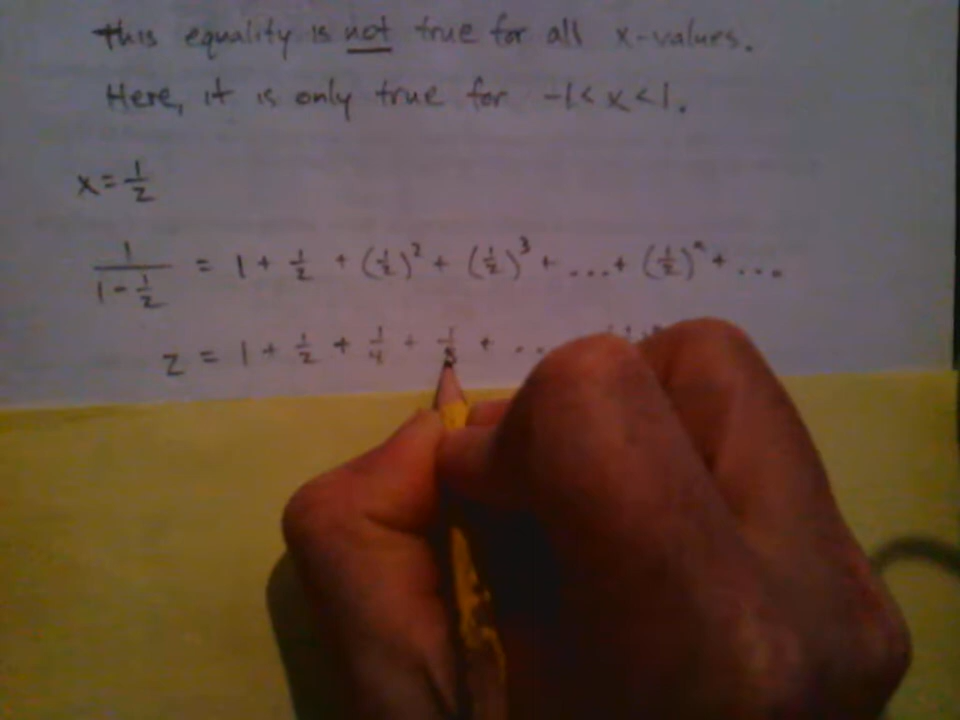 This equality is not true for all x-values.
Here, it is only true for -1 < x < 1.
x = 1/2
1/(1 - 1/2) = 1 + 1/2 + (1/2)² + (1/2)³ + ... + (1/2)ⁿ + ...
2 = 1 + 1/2 + 1/4 + 1/8 + ...